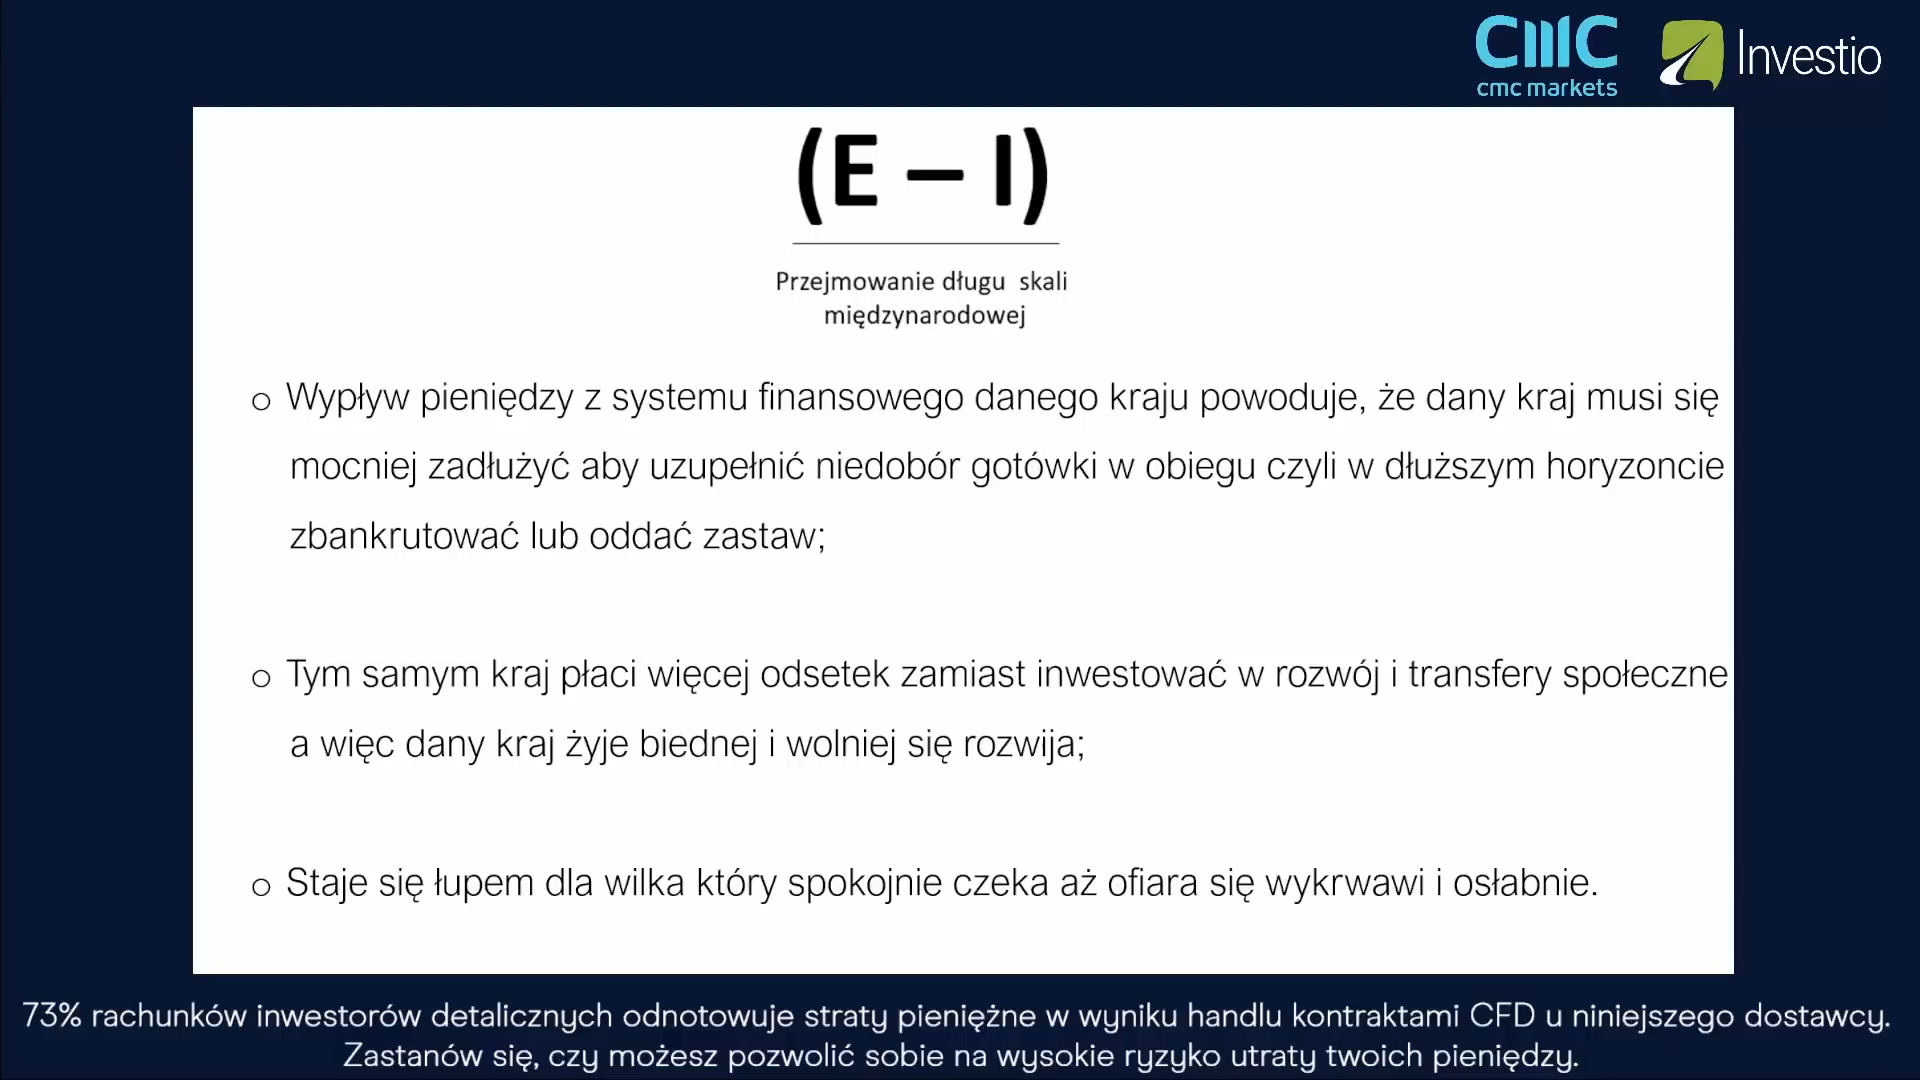 CMC
cmc markets
Investio
(E – I)
Przejmowanie długu  skali
międzynarodowej
o Wypływ pieniędzy z systemu finansowego danego kraju powoduje, że dany kraj musi się
mocniej zadłużyć aby uzupełnić niedobór gotówki w obiegu czyli w dłuższym horyzoncie
zbankrutować lub oddać zastaw;
o Tym samym kraj płaci więcej odsetek zamiast inwestować w rozwój i transfery społeczne
a więc dany kraj żyje biednej i wolniej się rozwija;
o Staje się łupem dla wilka który spokojnie czeka aż ofiara się wykrwawi i osłabnie.
73% rachunków inwestorów detalicznych odnotowuje straty pieniężne w wyniku handlu kontraktami CFD u niniejszego dostawcy.
Zastanów się, czy możesz pozwolić sobie na wysokie ryzyko utraty twoich pieniędzy.